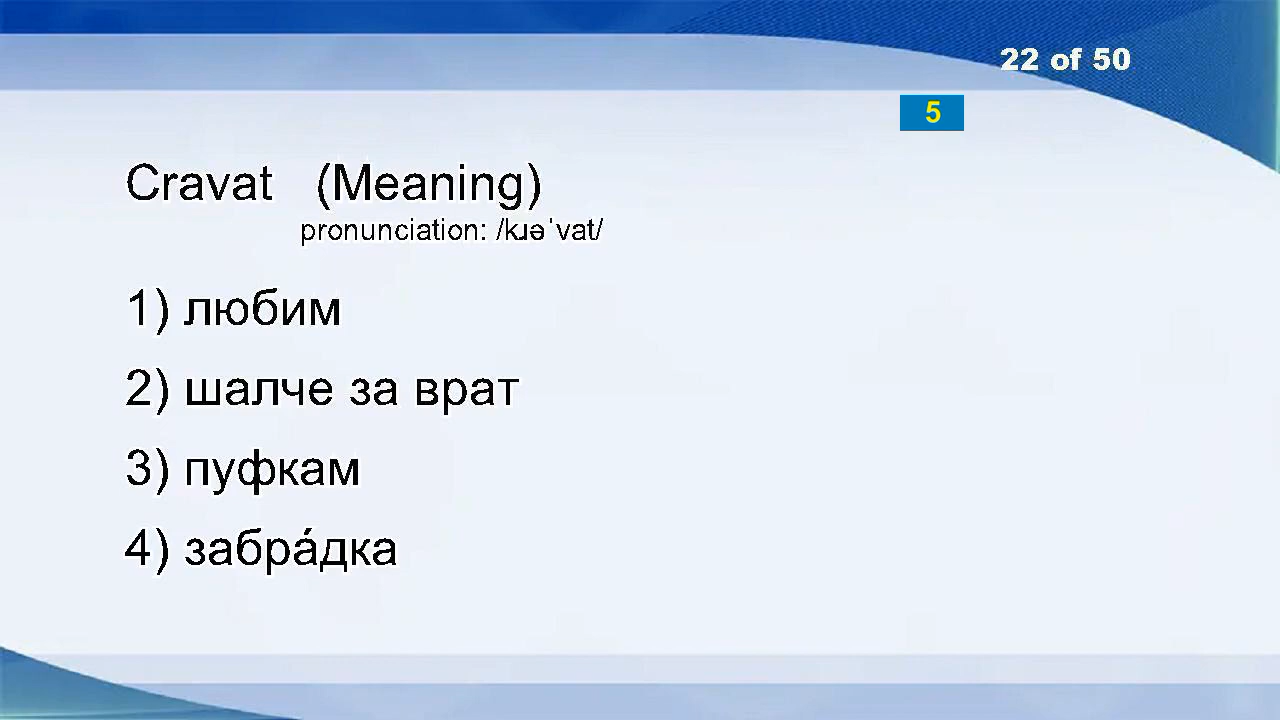 22 of 50
5
Cravat (Meaning)
pronunciation: /kɹəˈvat/
1) любим
2) шалче за врат
3) пуфкам
4) забра́дка